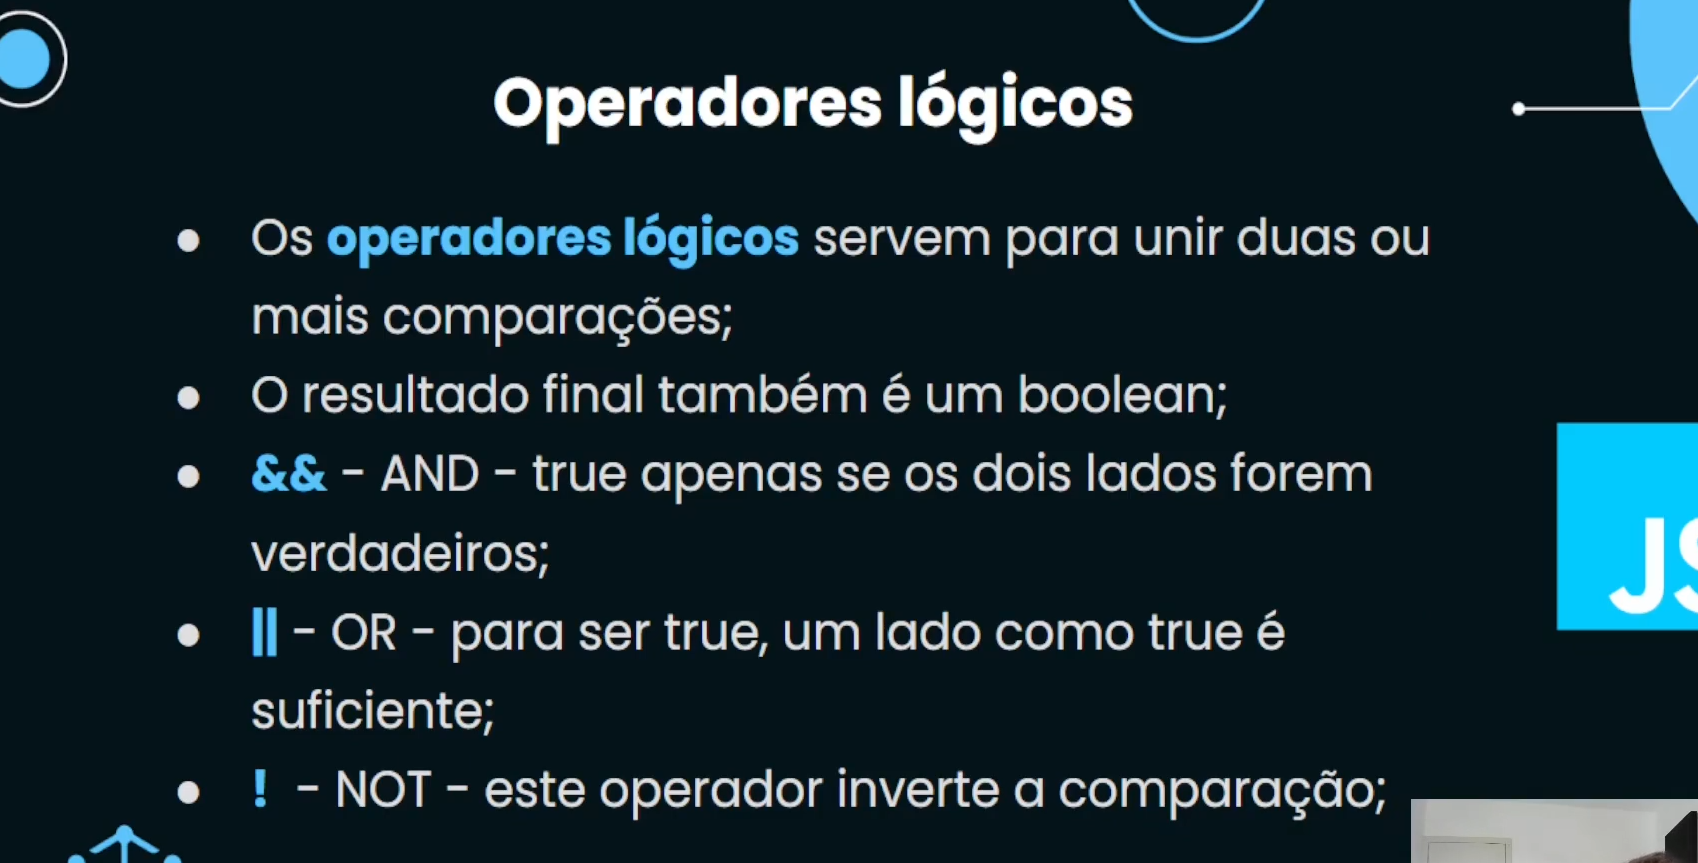 Operadores lógicos
● Os operadores lógicos servem para unir duas ou
mais comparações;
● O resultado final também é um boolean;
● && - AND - true apenas se os dois lados forem
verdadeiros;
● || - OR - para ser true, um lado como true é
suficiente;
● ! - NOT - este operador inverte a comparação;
JS